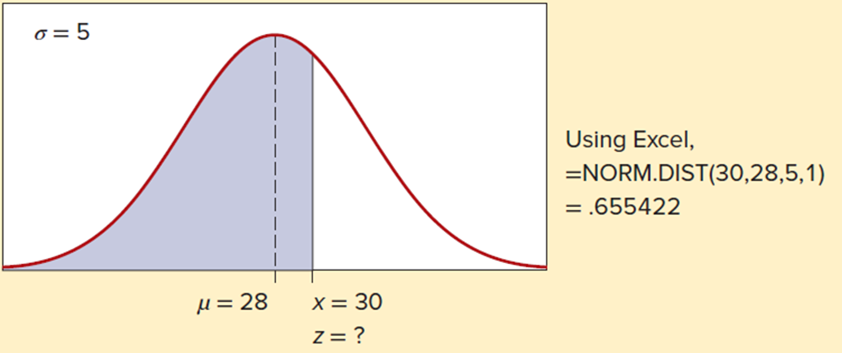 σ = 5
Using Excel,
=NORM.DIST(30,28,5,1)
= .655422
μ = 28
x = 30
z = ?